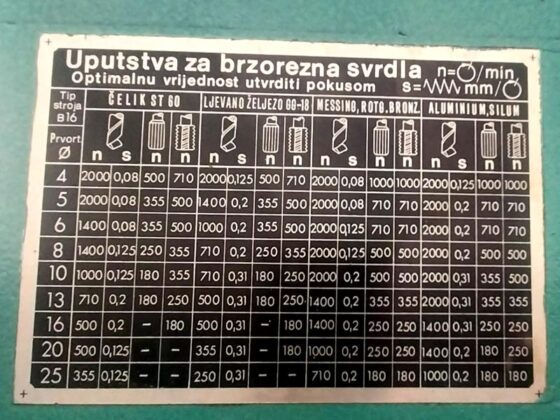 Uputstva za brzorezna svrdla n=∅/min
Optimalnu vrijednost utvrditi pokusom s= mm/∅
Tip stroja B16 ČELIK ST 60 LJEVANO ŽELJEZO GG-18 MESSING, ROTO. BRONZ. ALUMINIUM, SILUM
Prvort. ∅ n s n n n s n n n s n n n s n n
4 2000 0,08 500 710 2000 0,125 500 710 2000 0,08 1000 1000 2000 0,125 1000 1000
5 2000 0,08 355 500 1400 0,2 355 500 2000 0,08 710 710 2000 0,2 710 710
6 1400 0,08 355 500 1000 0,2 355 500 2000 0,125 710 710 2000 0,2 710 710
8 1400 0,125 250 355 710 0,2 250 355 2000 0,125 500 500 2000 0,2 500 500
10 1000 0,125 180 355 710 0,31 180 250 2000 0,2 500 500 2000 0,31 355 500
13 710 0,2 180 250 500 0,31 180 250 1400 0,2 355 355 2000 0,31 355 355
16 500 0,2 – 180 500 0,31 – 180 1400 0,2 250 250 1400 0,31 250 250
20 500 0,125 – – 355 0,31 180 1000 0,2 250 250 1400 0,2 180 250
25 355 0,125 – – 250 0,31 – – 710 0,2 180 180 1000 0,2 180 180